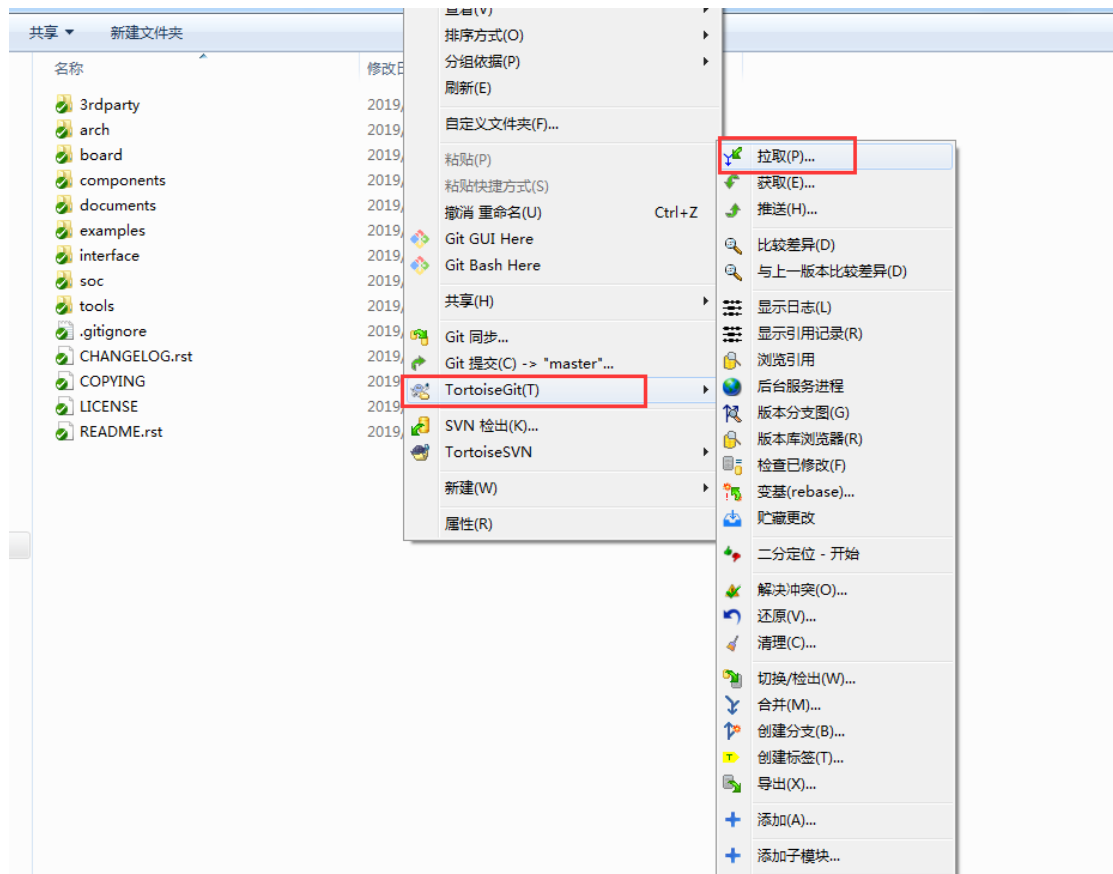 共享 新建文件夹
名称 修改日
3rdparty 2019/
arch 2019/
board 2019/
components 2019/
documents 2019/
examples 2019/
interface 2019/
soc 2019/
tools 2019/
.gitignore 2019/
CHANGELOG.rst 2019/
COPYING 2019
LICENSE 2019
README.rst 2019/
查看(V)
排序方式(O)
分组依据(P)
刷新(E)
自定义文件夹(F)...
粘贴(P)
粘贴快捷方式(S)
撤消 重命名(U) Ctrl+Z
Git GUI Here
Git Bash Here
共享(H)
Git 同步...
Git 提交(C) -> "master"...
TortoiseGit(T)
SVN 检出(K)...
TortoiseSVN
新建(W)
属性(R)
拉取(P)...
获取(E)...
推送(H)...
比较差异(D)
与上一版本比较差异(D)
显示日志(L)
显示引用记录(R)
浏览引用
后台服务进程
版本分支图(G)
版本库浏览器(R)
检查已修改(F)
变基(rebase)...
贮藏更改
二分定位 - 开始
解决冲突(O)...
还原(V)...
清理(C)...
切换/检出(W)...
合并(M)...
创建分支(B)...
创建标签(T)...
导出(X)...
添加(A)...
添加子模块...